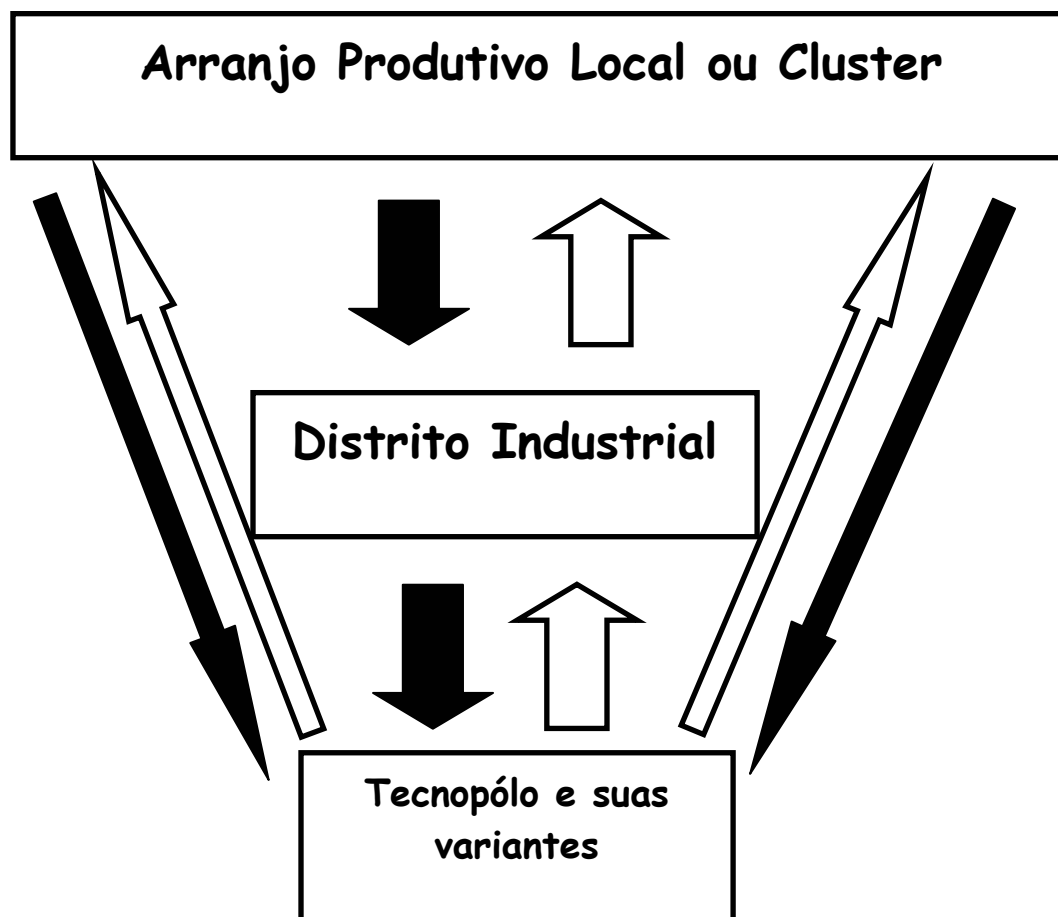 Arranjo Produtivo Local ou Cluster
Distrito Industrial
Tecnopólo e suas
variantes